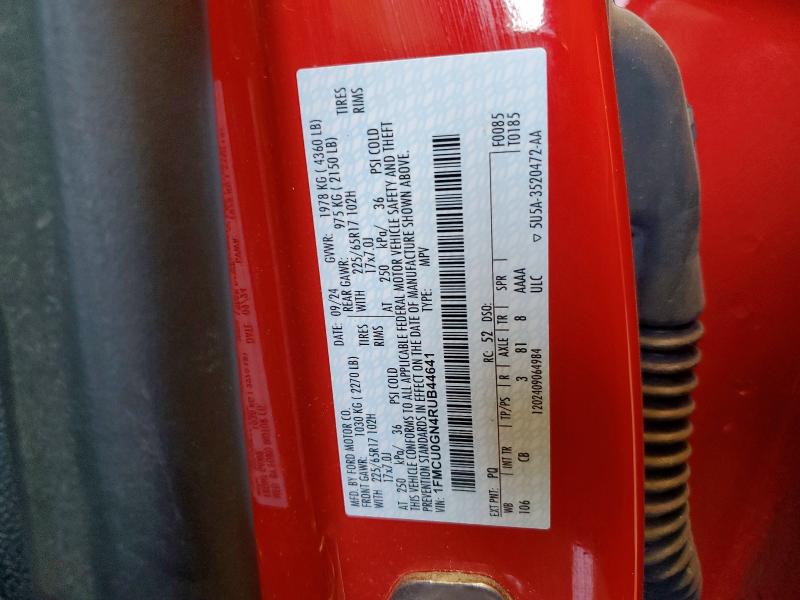 MFD. BY FORD MOTOR CO.
DATE: 09/24 GVWR: 1978 KG ( 4360 LB)
FRONT GAWR: 1030 KG ( 2270 LB) REAR GAWR: 975 KG ( 2150 LB)
WITH 225/65R17 102H TIRES WITH 225/65R17 102H TIRES
17x7.0J RIMS 17x7.0J RIMS
AT 250 kPa/ 36 PSI COLD AT 250 kPa/ 36 PSI COLD
THIS VEHICLE CONFORMS TO ALL APPLICABLE FEDERAL MOTOR VEHICLE SAFETY AND THEFT
PREVENTION STANDARDS IN EFFECT ON THE DATE OF MANUFACTURE SHOWN ABOVE.
VIN: 1FMCU0GN4RUB44641 TYPE: MPV
F0085
T0185
EXT PNT: PQ RC: 52 DSO:
WB INT TR TP/PS R AXLE TR SPR
106 CB 3 81 8 AAAA
12024090649B4 ULC
▽ 5U5A-3520472-AA